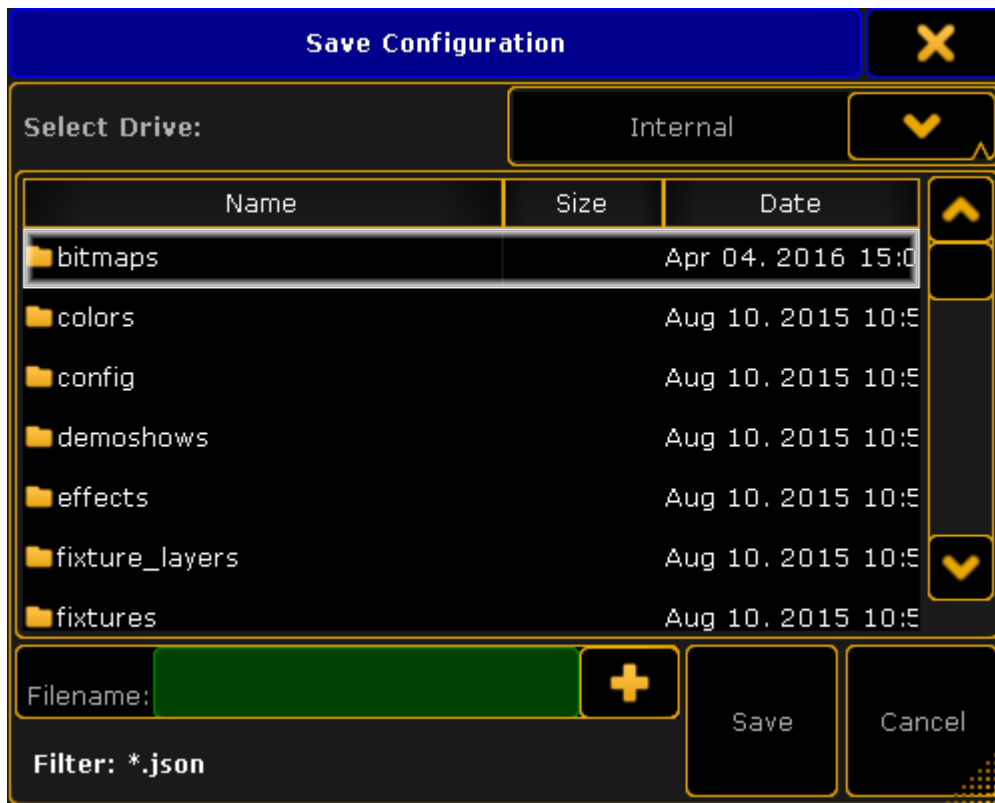 Save Configuration
Select Drive: Internal
Name Size Date
bitmaps Apr 04. 2016 15:0
colors Aug 10. 2015 10:5
config Aug 10. 2015 10:5
demoshows Aug 10. 2015 10:5
effects Aug 10. 2015 10:5
fixture_layers Aug 10. 2015 10:5
fixtures Aug 10. 2015 10:5
Filename:
Save Cancel
Filter: *.json